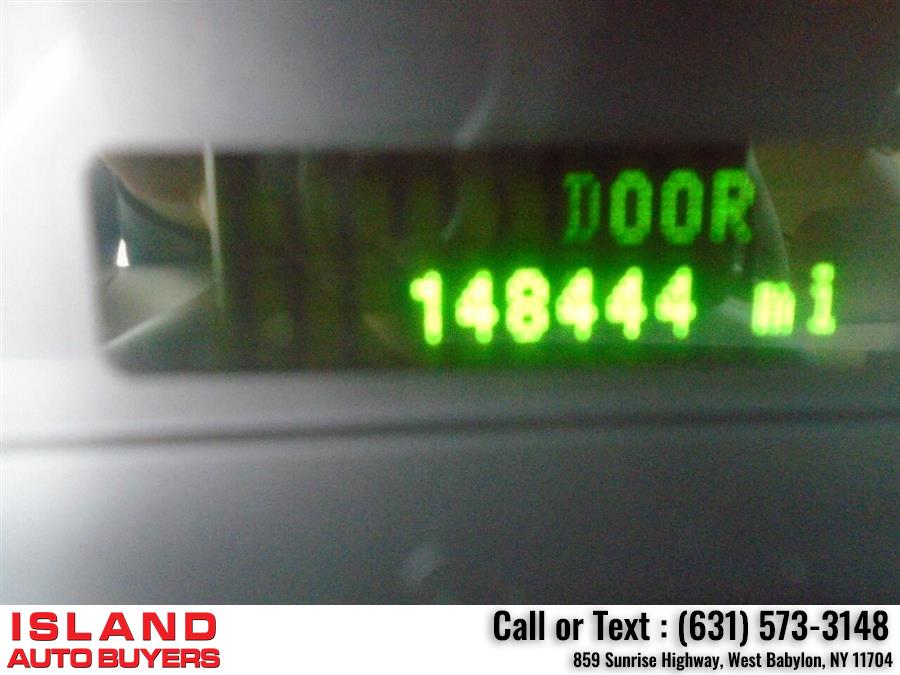 DOOR
148444 mi
ISLAND
AUTO BUYERS
Call or Text : (631) 573-3148
859 Sunrise Highway, West Babylon, NY 11704